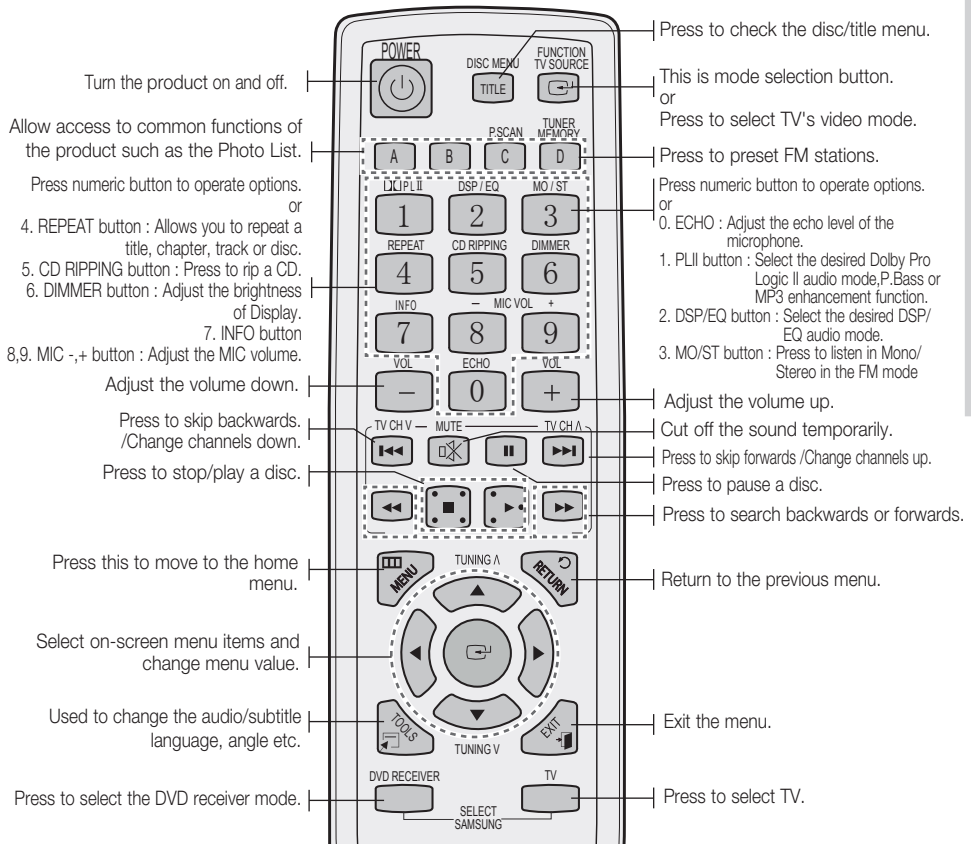 Turn the product on and off.
Allow access to common functions of
the product such as the Photo List.
Press numeric button to operate options.
or
4. REPEAT button : Allows you to repeat a
title, chapter, track or disc.
5. CD RIPPING button : Press to rip a CD.
6. DIMMER button : Adjust the brightness
of Display.
7. INFO button
8,9. MIC -,+ button : Adjust the MIC volume.
Adjust the volume down.
Press to skip backwards.
/Change channels down.
Press to stop/play a disc.
Press this to move to the home
menu.
Select on-screen menu items and
change menu value.
Used to change the audio/subtitle
language, angle etc.
Press to select the DVD receiver mode.
POWER
DISC MENU
FUNCTION
TV SOURCE
TITLE
P.SCAN
TUNER
MEMORY
A B C D
PL II DSP / EQ MO / ST
1 2 3
REPEAT CD RIPPING DIMMER
4 5 6
INFO − MIC VOL +
7 8 9
VOL ECHO VOL
− 0 +
TV CH V MUTE TV CH Λ
MENU
TUNING Λ
RETURN
TOOLS
TUNING V
EXIT
DVD RECEIVER TV
SELECT
SAMSUNG
Press to check the disc/title menu.
This is mode selection button.
or
Press to select TV's video mode.
Press to preset FM stations.
Press numeric button to operate options.
or
0. ECHO : Adjust the echo level of the
microphone.
1. PLII button : Select the desired Dolby Pro
Logic II audio mode,P.Bass or
MP3 enhancement function.
2. DSP/EQ button : Select the desired DSP/
EQ audio mode.
3. MO/ST button : Press to listen in Mono/
Stereo in the FM mode
Adjust the volume up.
Cut off the sound temporarily.
Press to skip forwards /Change channels up.
Press to pause a disc.
Press to search backwards or forwards.
Return to the previous menu.
Exit the menu.
Press to select TV.